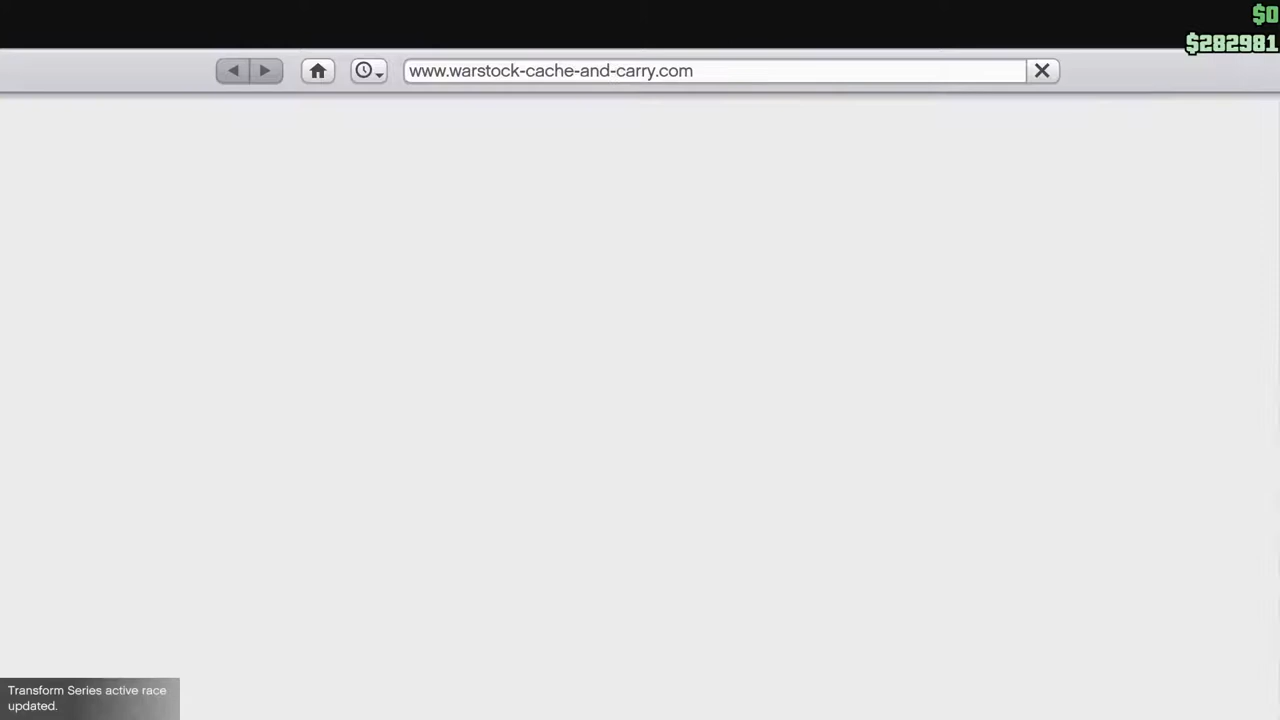 $0
$282981
www.warstock-cache-and-carry.com
Transform Series active race
updated.